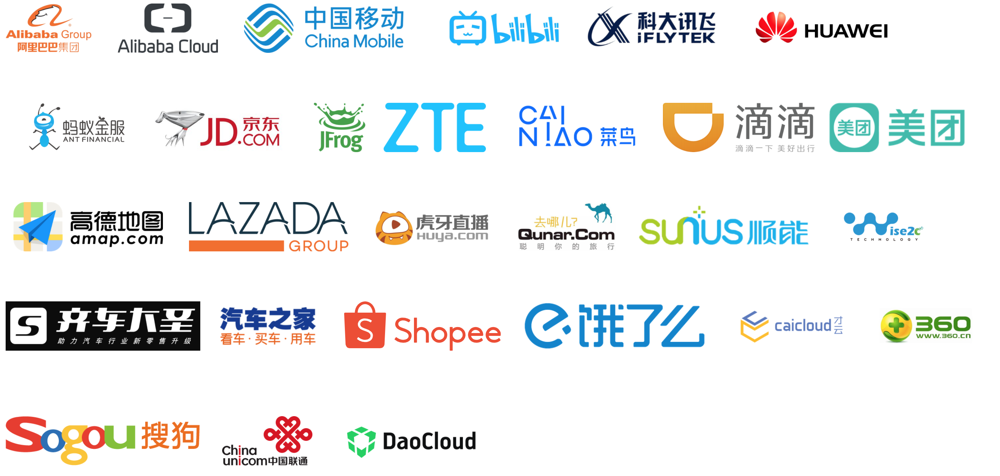 Alibaba Group
阿里巴巴集团
Alibaba Cloud
中国移动
China Mobile
bilibili
科大讯飞
iFLYTEK
HUAWEI
蚂蚁金服
ANT FINANCIAL
JD.COM
京东
JFrog
ZTE
CAI
NIAO 菜鸟
滴滴
滴滴一下 美好出行
美团
美团
高德地图
amap.com
LAZADA
GROUP
虎牙直播
HUYA.com
去哪儿?
Qunar.Com
聪明你的旅行
sunius 顺能
Wise2c
TECHNOLOGY
S
齐车大圣
助力汽车行业新零售升级
汽车之家
看车·买车·用车
S
Shopee
e 饿了么
caicloud 才云
360
www.360.cn
Sogou 搜狗
China
unicom中国联通
DaoCloud